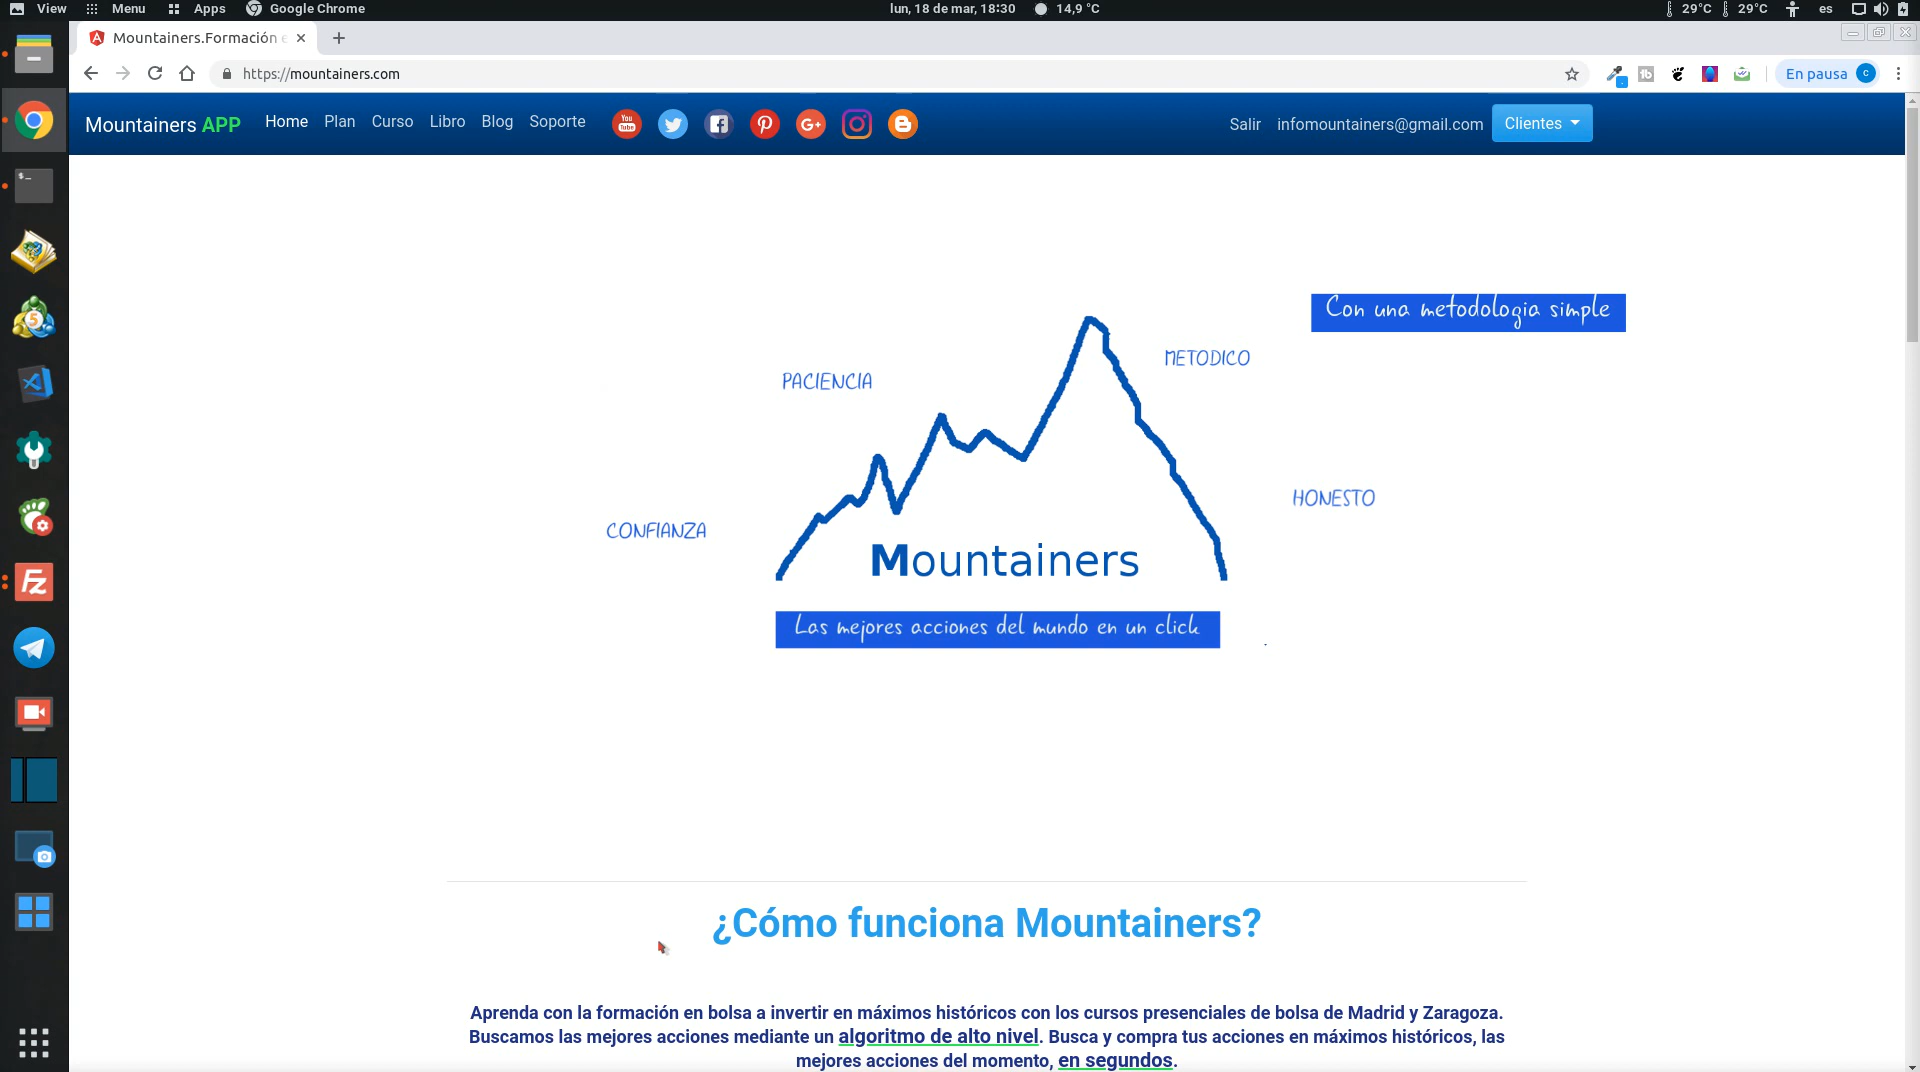 View Menu Apps Google Chrome lun, 18 de mar, 18:30 14,9 °C 29°C 29°C es
Mountainers.Formación e
https://mountainers.com En pausa c
Mountainers APP Home Plan Curso Libro Blog Soporte You Tube G+ Salir infomountainers@gmail.com Clientes
Con una metodologia simple
METODICO
PACIENCIA
HONESTO
CONFIANZA
Mountainers
Las mejores acciones del mundo en un click
¿Cómo funciona Mountainers?
Aprenda con la formación en bolsa a invertir en máximos históricos con los cursos presenciales de bolsa de Madrid y Zaragoza.
Buscamos las mejores acciones mediante un algoritmo de alto nivel. Busca y compra tus acciones en máximos históricos, las
mejores acciones del momento, en segundos.